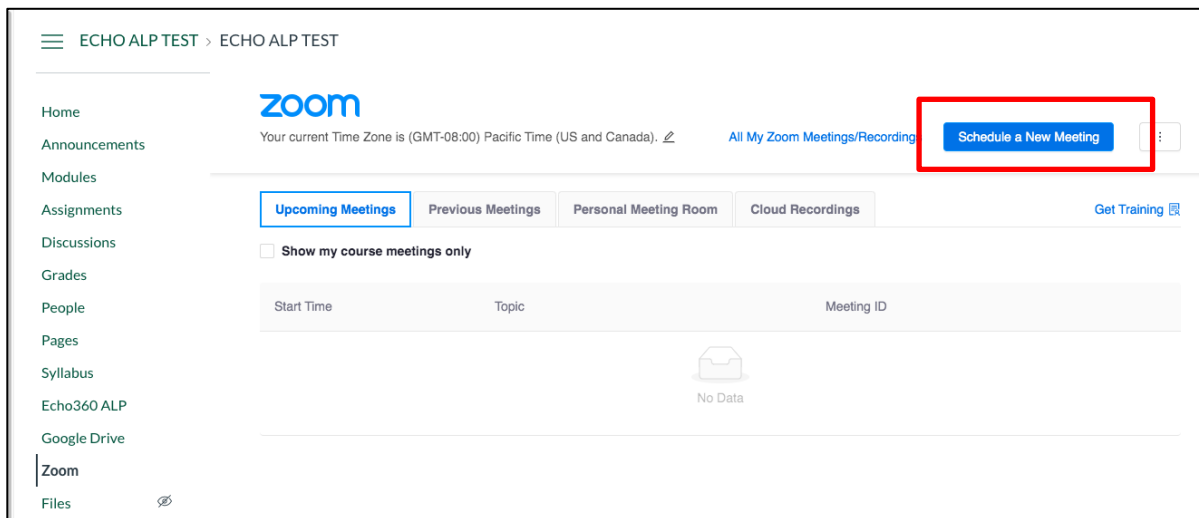 ECHO ALP TEST > ECHO ALP TEST
Home
Announcements
Modules
Assignments
Discussions
Grades
People
Pages
Syllabus
Echo360 ALP
Google Drive
Zoom
Files
zoom
Your current Time Zone is (GMT-08:00) Pacific Time (US and Canada).
All My Zoom Meetings/Recording
Schedule a New Meeting
Upcoming Meetings Previous Meetings Personal Meeting Room Cloud Recordings
Get Training
Show my course meetings only
Start Time Topic Meeting ID
No Data